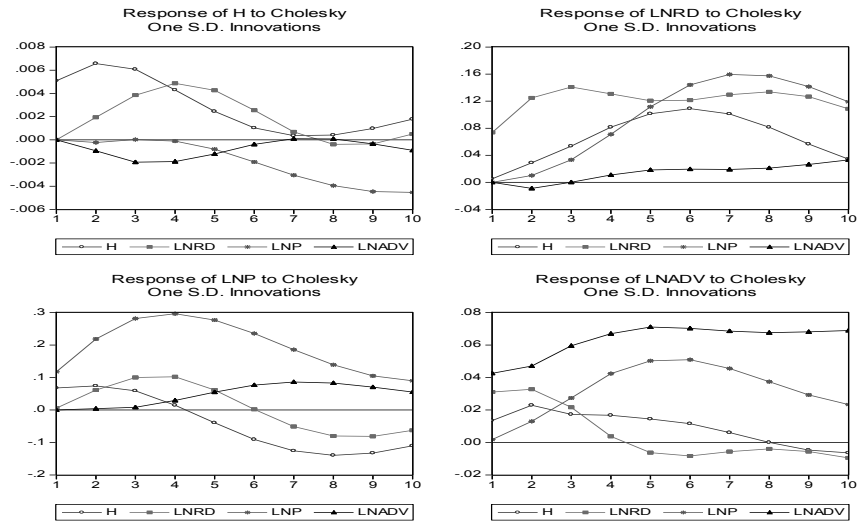 Response of H to Cholesky
One S.D. Innovations
.008
.006
.004
.002
.000
-.002
-.004
-.006
1 2 3 4 5 6 7 8 9 10
H LNRD LNP LNADV
Response of LNRD to Cholesky
One S.D. Innovations
.20
.16
.12
.08
.04
.00
-.04
1 2 3 4 5 6 7 8 9 10
H LNRD LNP LNADV
Response of LNP to Cholesky
One S.D. Innovations
.3
.2
.1
.0
-.1
-.2
1 2 3 4 5 6 7 8 9 10
H LNRD LNP LNADV
Response of LNADV to Cholesky
One S.D. Innovations
.08
.06
.04
.02
.00
-.02
1 2 3 4 5 6 7 8 9 10
H LNRD LNP LNADV